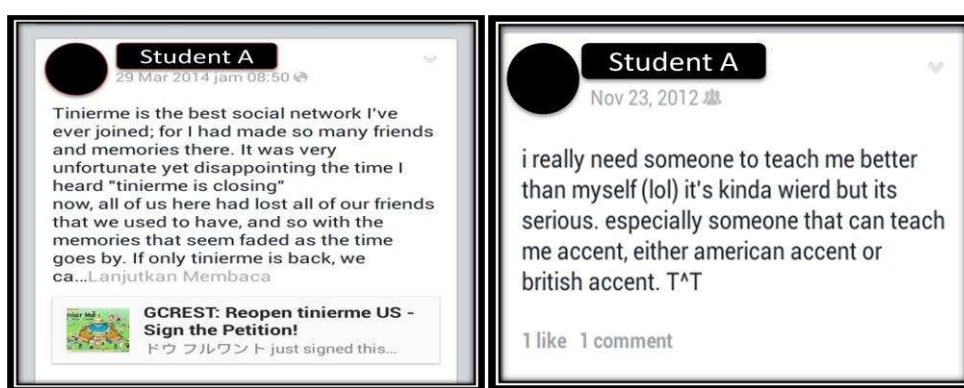 Student A
29 Mar 2014 jam 08:50
Tinierme is the best social network I've
ever joined; for I had made so many friends
and memories there. It was very
unfortunate yet disappointing the time I
heard "tinierme is closing"
now, all of us here had lost all of our friends
that we used to have, and so with the
memories that seem faded as the time
goes by. If only tinierme is back, we
ca...Lanjutkan Membaca
GCREST: Reopen tinierme US -
Sign the Petition!
ドゥ フルワント just signed this...
Student A
Nov 23, 2012
i really need someone to teach me better
than myself (lol) it's kinda wierd but its
serious. especially someone that can teach
me accent, either american accent or
british accent. T^T
1 like 1 comment